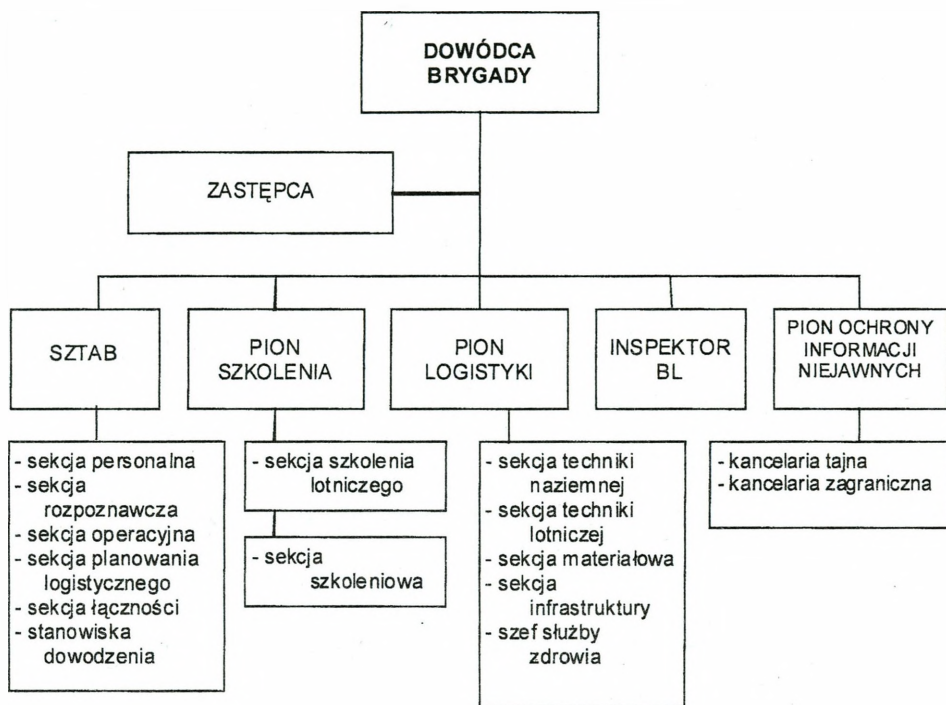 DOWÓDCA
BRYGADY
ZASTĘPCA
SZTAB
PION
SZKOLENIA
PION
LOGISTYKI
INSPEKTOR
BL
PION OCHRONY
INFORMACJI
NIEJAWNYCH
- sekcja personalna
- sekcja
rozpoznawcza
- sekcja operacyjna
- sekcja planowania
logistycznego
- sekcja łączności
- stanowiska
dowodzenia
- sekcja szkolenia
lotniczego
- sekcja
szkoleniowa
- sekcja techniki
naziemnej
- sekcja techniki
lotniczej
- sekcja materiałowa
- sekcja
infrastruktury
- szef służby
zdrowia
- kancelaria tajna
- kancelaria zagraniczna